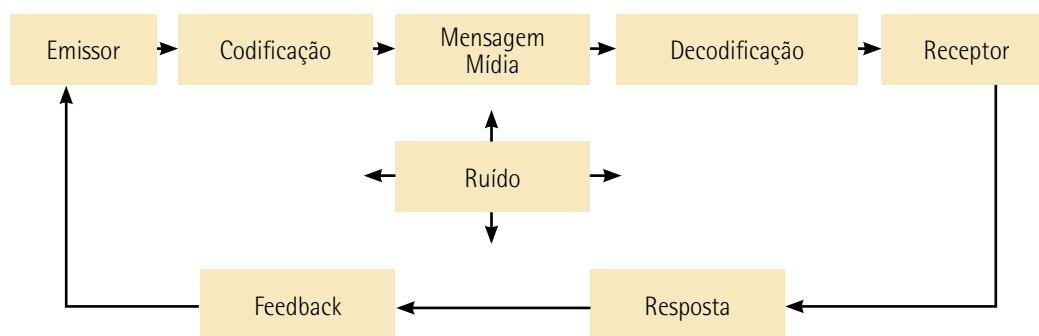 Emissor
Codificação
Mensagem
Mídia
Decodificação
Receptor
Ruído
Feedback
Resposta